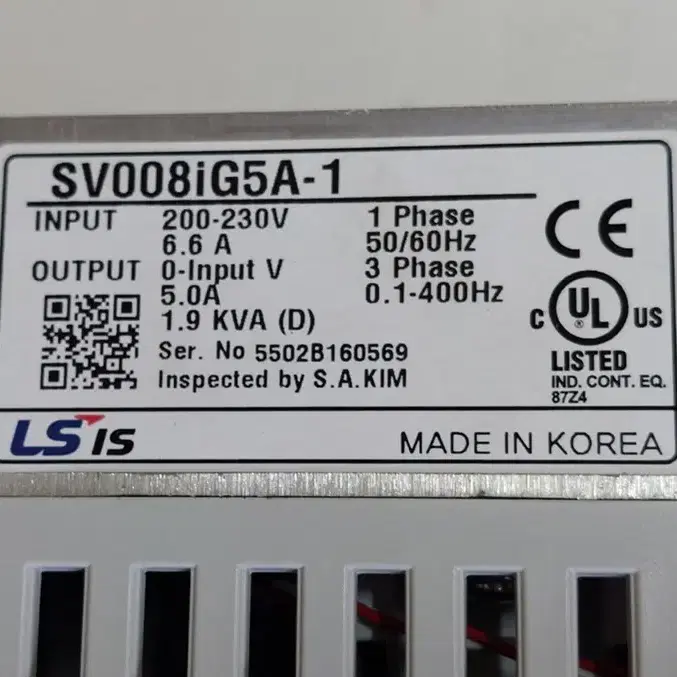 SV008iG5A-1
INPUT 200-230V 1 Phase
6.6 A 50/60Hz
OUTPUT 0-Input V 3 Phase
5.0A 0.1-400Hz
1.9 KVA (D)
Ser. No 5502B160569
Inspected by S.A.KIM
CE
C UL US
LISTED
IND. CONT. EQ.
87Z4
LSIS
MADE IN KOREA